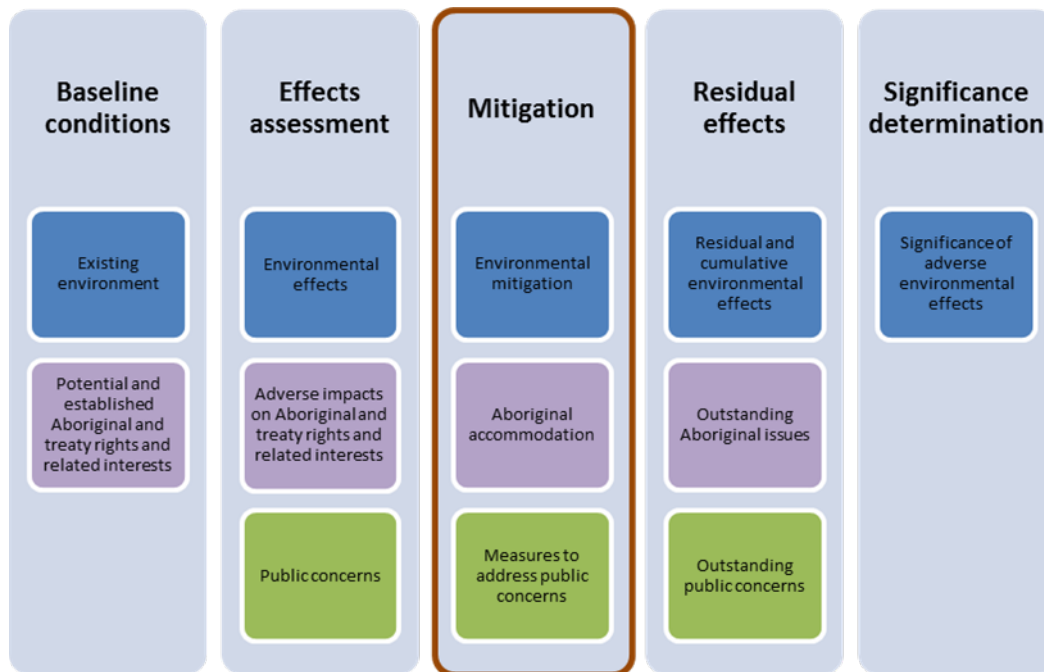 Baseline
conditions
Existing
environment
Potential and
established
Aboriginal and
treaty rights and
related interests
Effects
assessment
Environmental
effects
Adverse impacts
on Aboriginal and
treaty rights and
related interests
Public concerns
Mitigation
Environmental
mitigation
Aboriginal
accommodation
Measures to
address public
concerns
Residual
effects
Residual and
cumulative
environmental
effects
Outstanding
Aboriginal issues
Outstanding
public concerns
Significance
determination
Significance of
adverse
environmental
effects